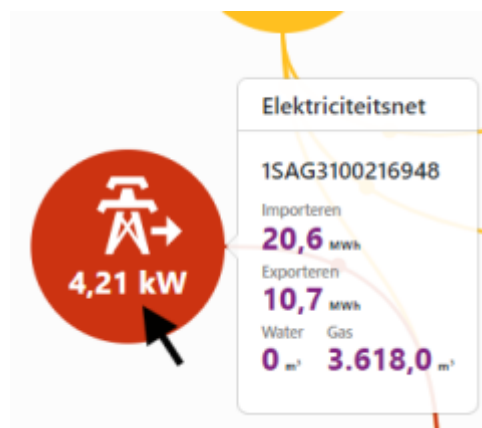 Elektriciteitsnet
1SAG3100216948
Importeren
20,6 MWh
Exporteren
10,7 MWh
Water Gas
0 m³ 3.618,0 m³
4,21 kW